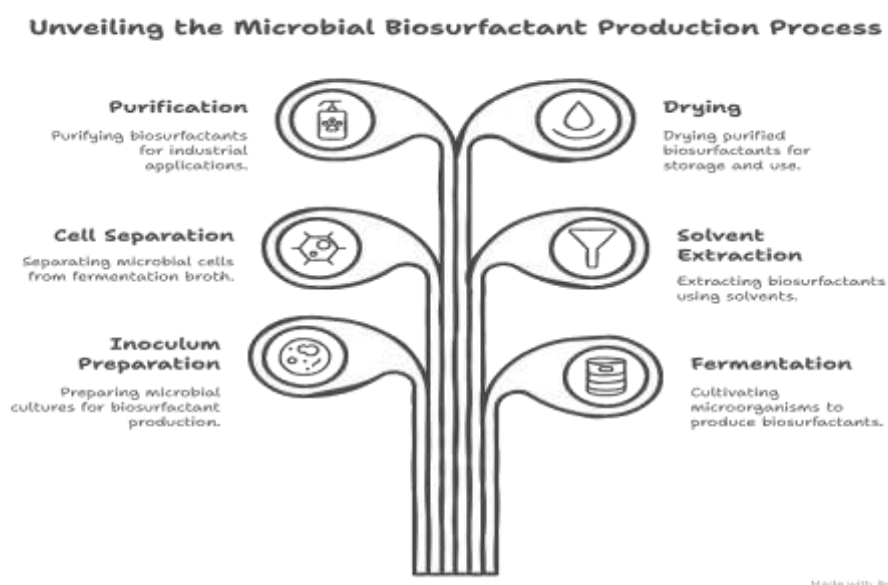 Unveiling the Microbial Biosurfactant Production Process
Purification
Purifying biosurfactants
for industrial
applications.
Drying
Drying purified
biosurfactants for
storage and use.
Cell Separation
Separating microbial cells
from fermentation broth.
Solvent
Extraction
Extracting biosurfactants
using solvents.
Inoculum
Preparation
Preparing microbial
cultures for biosurfactant
production.
Fermentation
Cultivating
microorganisms to
produce biosurfactants.
Made with